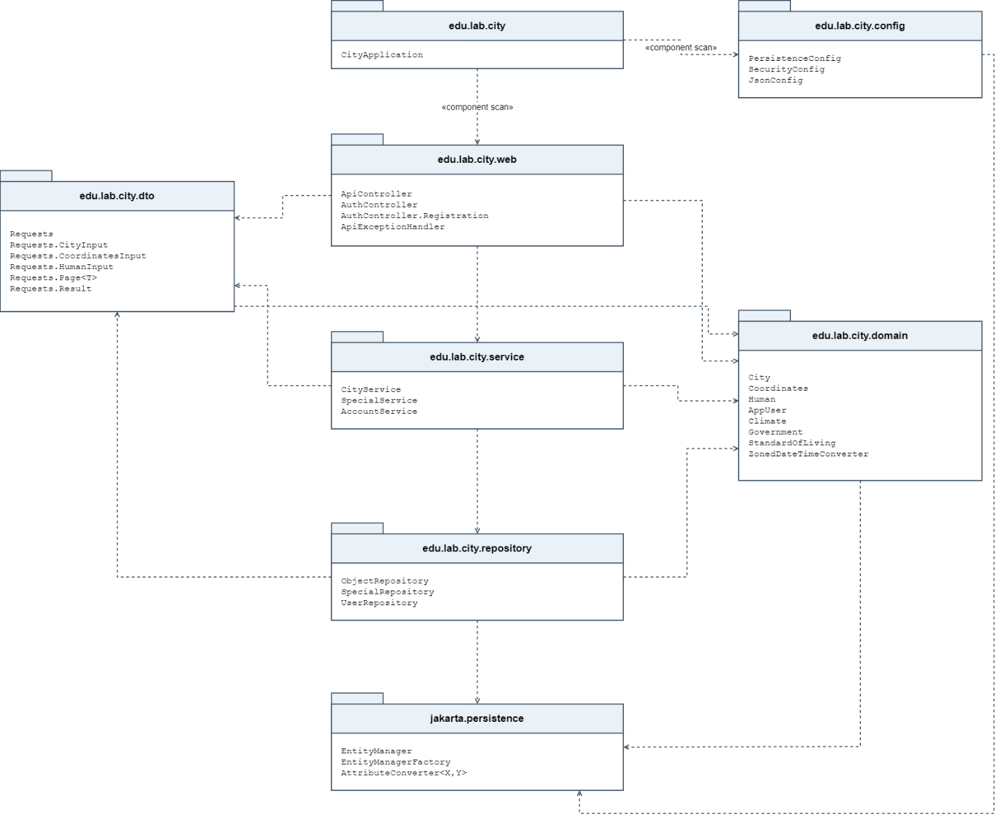 edu.lab.city
CityApplication
edu.lab.city.config
PersistenceConfig
SecurityConfig
JsonConfig
«component scan»
«component scan»
edu.lab.city.web
ApiController
AuthController
AuthController.Registration
ApiExceptionHandler
edu.lab.city.dto
Requests
Requests.CityInput
Requests.CoordinatesInput
Requests.HumanInput
Requests.Page<T>
Requests.Result
edu.lab.city.service
CityService
SpecialService
AccountService
edu.lab.city.domain
City
Coordinates
Human
AppUser
Climate
Government
StandardOfLiving
ZonedDateTimeConverter
edu.lab.city.repository
ObjectRepository
SpecialRepository
UserRepository
jakarta.persistence
EntityManager
EntityManagerFactory
AttributeConverter<X,Y>